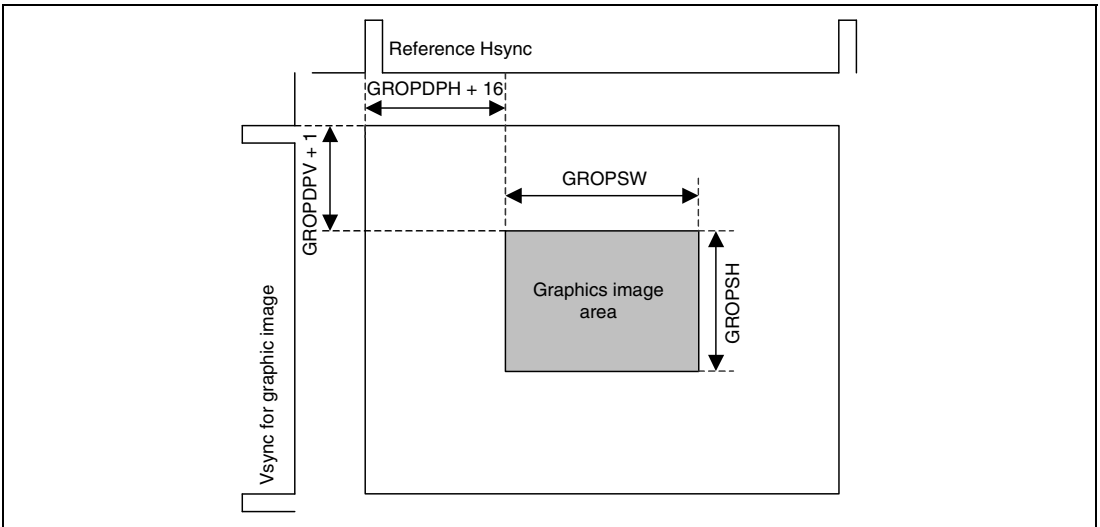 Reference Hsync
GROPDPH + 16
GROPDPV + 1
GROPSW
Graphics image
area
GROPSH
Vsync for graphic image